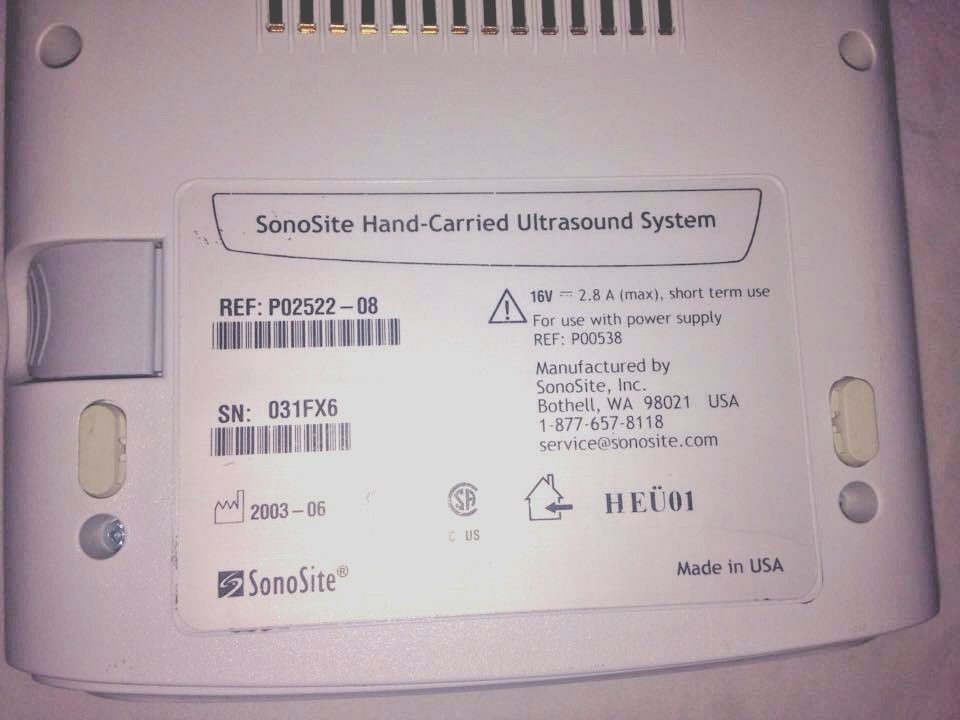 SonoSite Hand-Carried Ultrasound System
REF: P02522-08
SN: 031FX6
2003-06
SonoSite®
16V ⎓ 2.8 A (max), short term use
For use with power supply
REF: P00538
Manufactured by
SonoSite, Inc.
Bothell, WA 98021 USA
1-877-657-8118
service@sonosite.com
SA
C US
HEÜ01
Made in USA